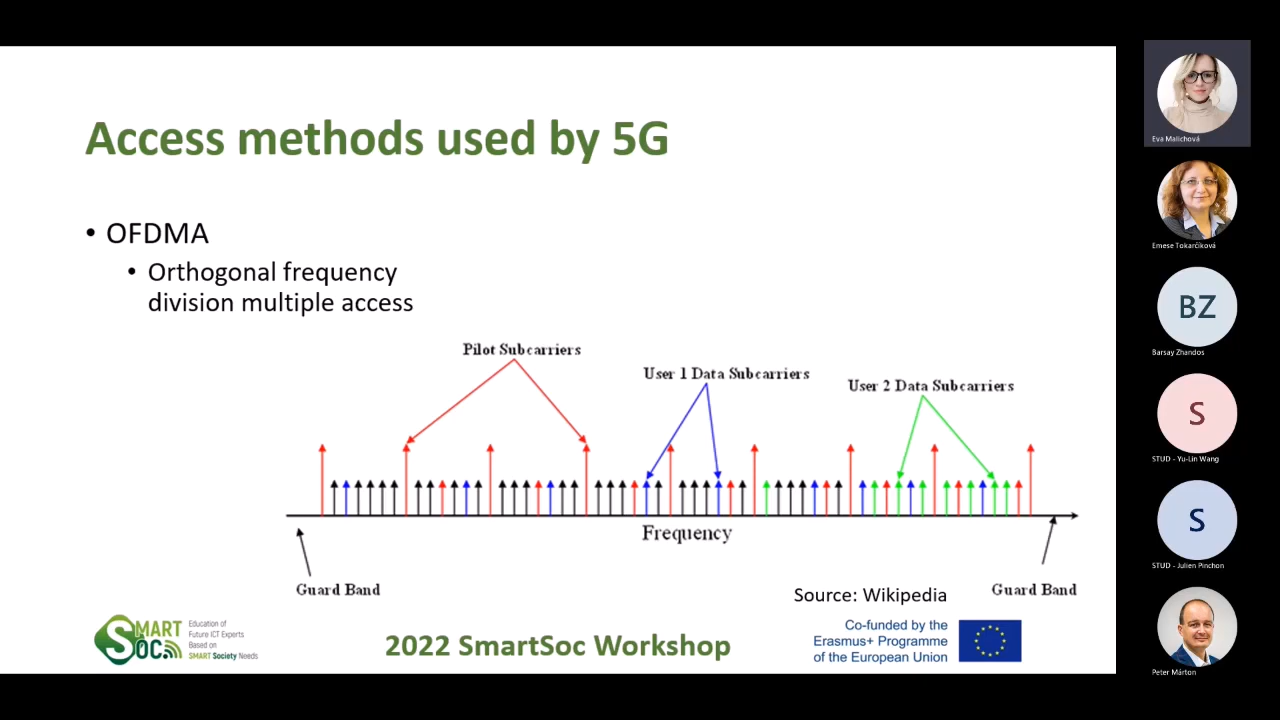 Access methods used by 5G
• OFDMA
• Orthogonal frequency
division multiple access
Pilot Subcarriers
User 1 Data Subcarriers
User 2 Data Subcarriers
Frequency
Guard Band
Guard Band
Source: Wikipedia
SMART
SOC
Education of
Future ICT Experts
Based on
SMART Society Needs
2022 SmartSoc Workshop
Co-funded by the
Erasmus+ Programme
of the European Union
Eva Malichová
Emese Tokarčíková
BZ
Barsay Zhandos
S
STUD - Yu-Lin Wang
S
STUD - Julien Pinchon
Peter Márton